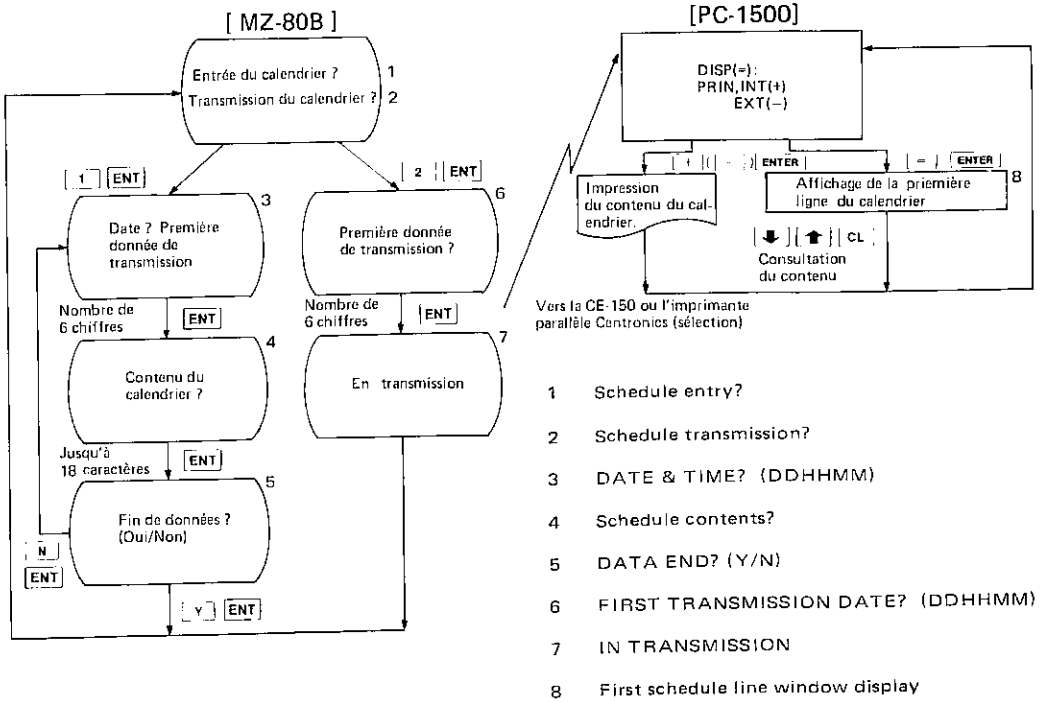 [ MZ-80B ]
Entrée du calendrier ? 1
Transmission du calendrier ? 2
1 ENT
2 ENT
3
Date ? Première
donnée de
transmission
6
Première donnée
de transmission ?
Nombre de
6 chiffres
ENT
Nombre de
6 chiffres
ENT
4
Contenu du
calendrier ?
7
En transmission
Jusqu'à
18 caractères
ENT
5
Fin de données ?
(Oui/Non)
N
ENT
Y ENT
[PC-1500]
DISP(=):
PRIN,INT(+)
EXT(−)
+ ( - ) ENTER
= ENTER
Impression
du contenu du cal-
endrier.
8
Affichage de la priemière
ligne du calendrier
⬇ ⬆ CL
Consultation
du contenu
Vers la CE-150 ou l'imprimante
parallèle Centronics (sélection)
1 Schedule entry?
2 Schedule transmission?
3 DATE & TIME? (DDHHMM)
4 Schedule contents?
5 DATA END? (Y/N)
6 FIRST TRANSMISSION DATE? (DDHHMM)
7 IN TRANSMISSION
8 First schedule line window display